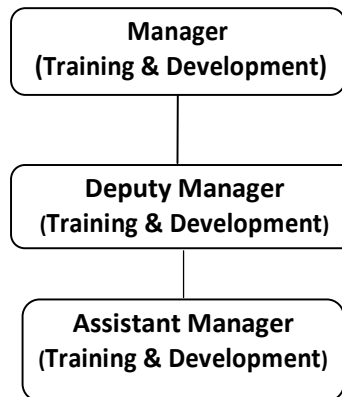 Manager
(Training & Development)
Deputy Manager
(Training & Development)
Assistant Manager
(Training & Development)